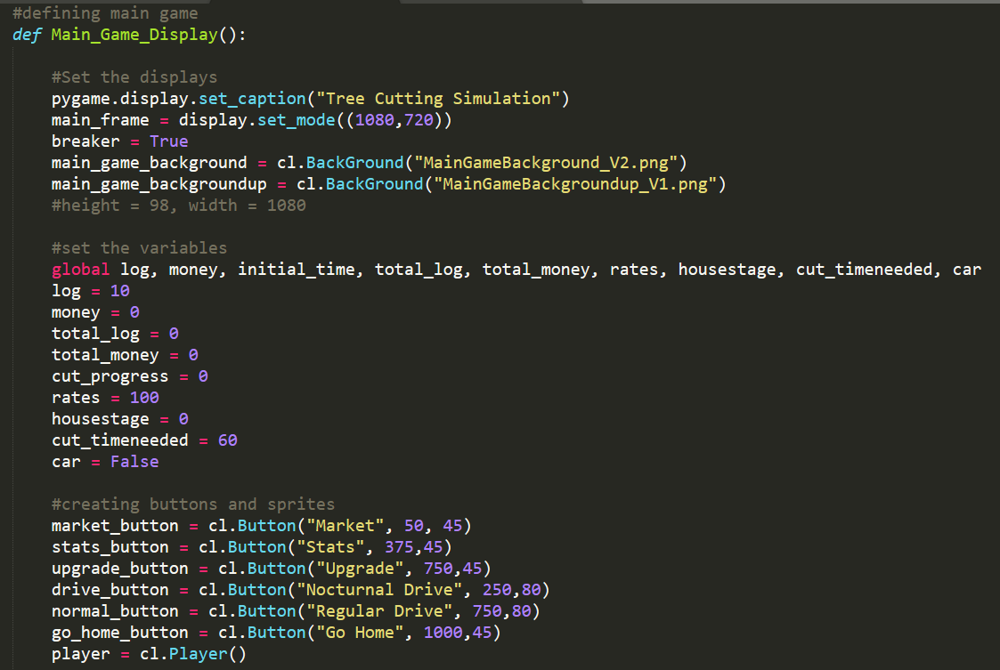 #defining main game
def Main_Game_Display():
#Set the displays
pygame.display.set_caption("Tree Cutting Simulation")
main_frame = display.set_mode((1080,720))
breaker = True
main_game_background = cl.BackGround("MainGameBackground_V2.png")
main_game_backgroundup = cl.BackGround("MainGameBackgroundup_V1.png")
#height = 98, width = 1080
#set the variables
global log, money, initial_time, total_log, total_money, rates, housestage, cut_timeneeded, car
log = 10
money = 0
total_log = 0
total_money = 0
cut_progress = 0
rates = 100
housestage = 0
cut_timeneeded = 60
car = False
#creating buttons and sprites
market_button = cl.Button("Market", 50, 45)
stats_button = cl.Button("Stats", 375,45)
upgrade_button = cl.Button("Upgrade", 750,45)
drive_button = cl.Button("Nocturnal Drive", 250,80)
normal_button = cl.Button("Regular Drive", 750,80)
go_home_button = cl.Button("Go Home", 1000,45)
player = cl.Player()